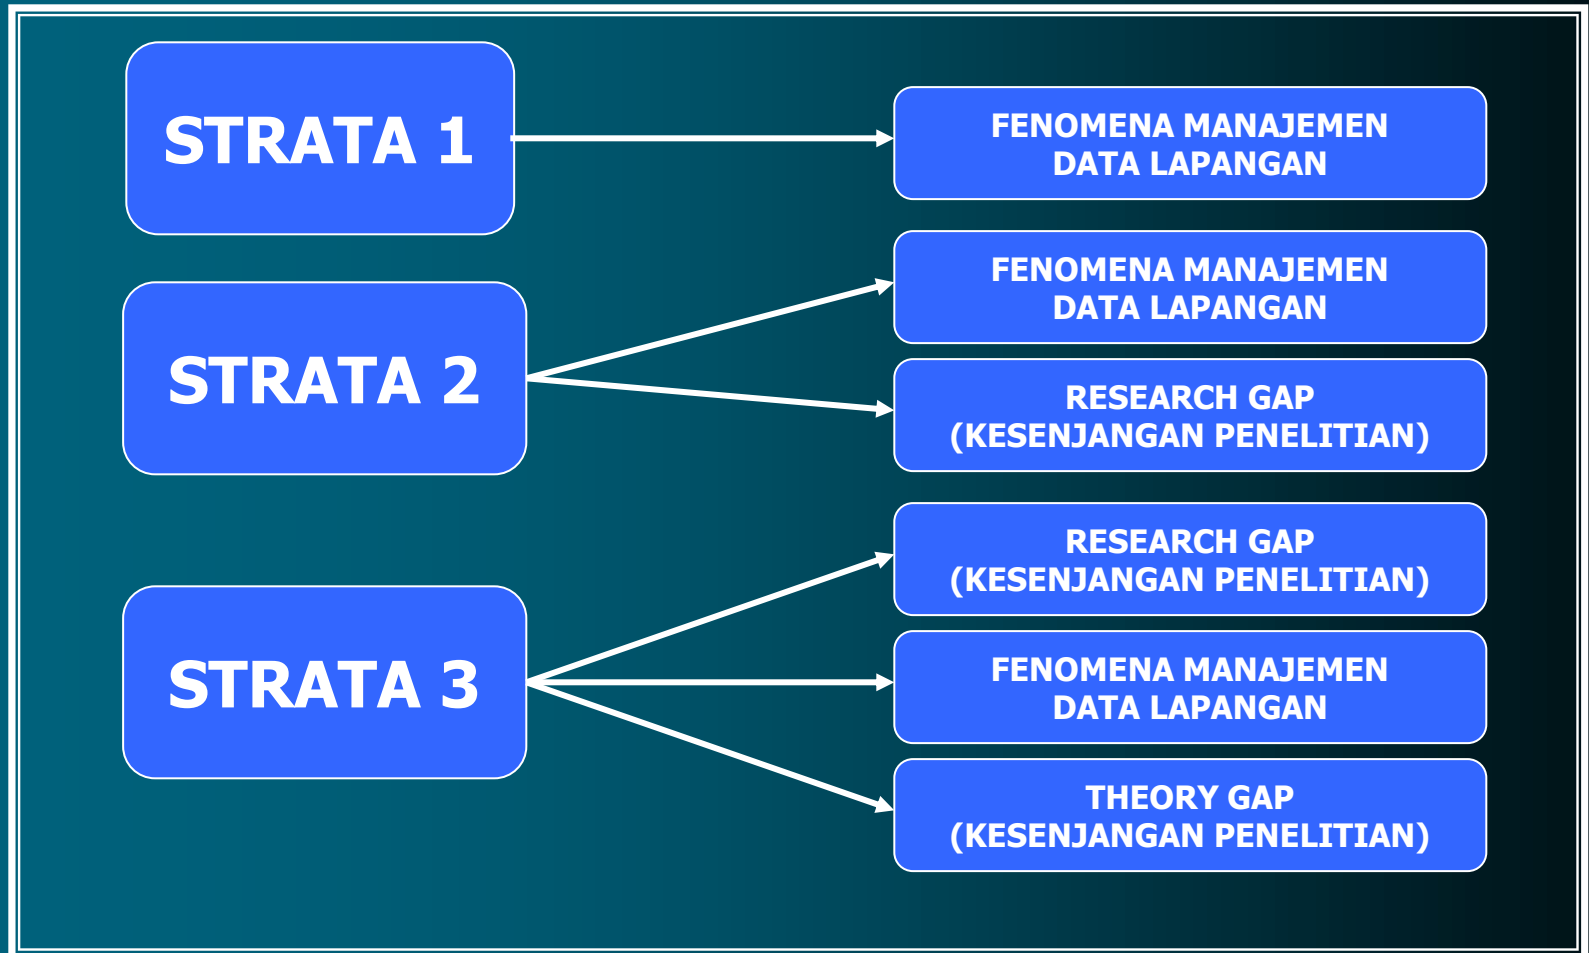 STRATA 1
FENOMENA MANAJEMEN
DATA LAPANGAN
STRATA 2
FENOMENA MANAJEMEN
DATA LAPANGAN
RESEARCH GAP
(KESENJANGAN PENELITIAN)
STRATA 3
RESEARCH GAP
(KESENJANGAN PENELITIAN)
FENOMENA MANAJEMEN
DATA LAPANGAN
THEORY GAP
(KESENJANGAN PENELITIAN)